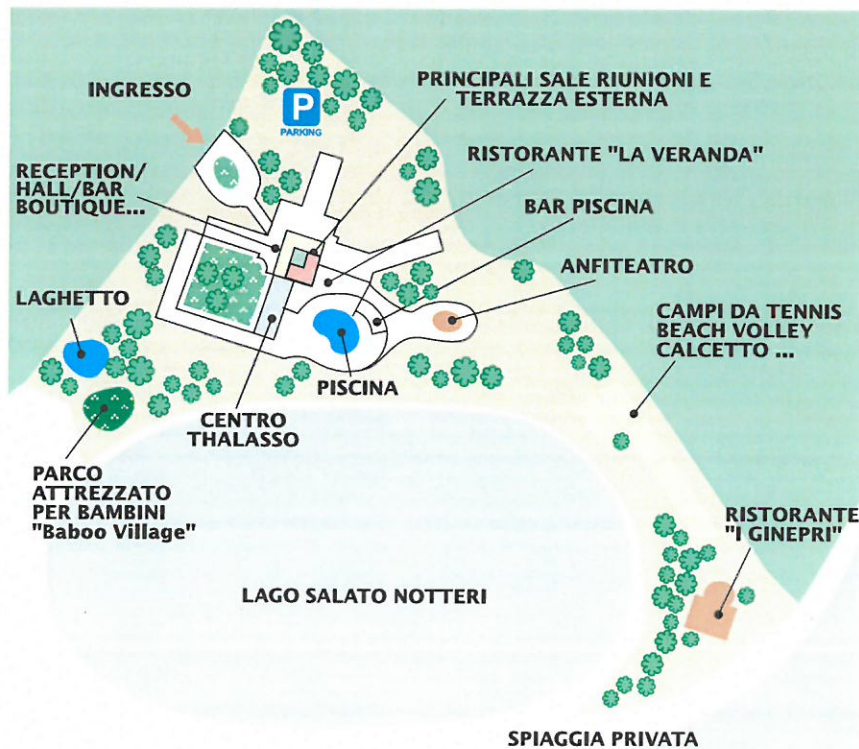 INGRESSO
P
PARKING
PRINCIPALI SALE RIUNIONI E
TERRAZZA ESTERNA
RECEPTION/
HALL/BAR
BOUTIQUE...
RISTORANTE "LA VERANDA"
BAR PISCINA
ANFITEATRO
LAGHETTO
CAMPI DA TENNIS
BEACH VOLLEY
CALCETTO ...
PISCINA
CENTRO
THALASSO
PARCO
ATTREZZATO
PER BAMBINI
"Baboo Village"
RISTORANTE
"I GINEPRI"
LAGO SALATO NOTTERI
SPIAGGIA PRIVATA